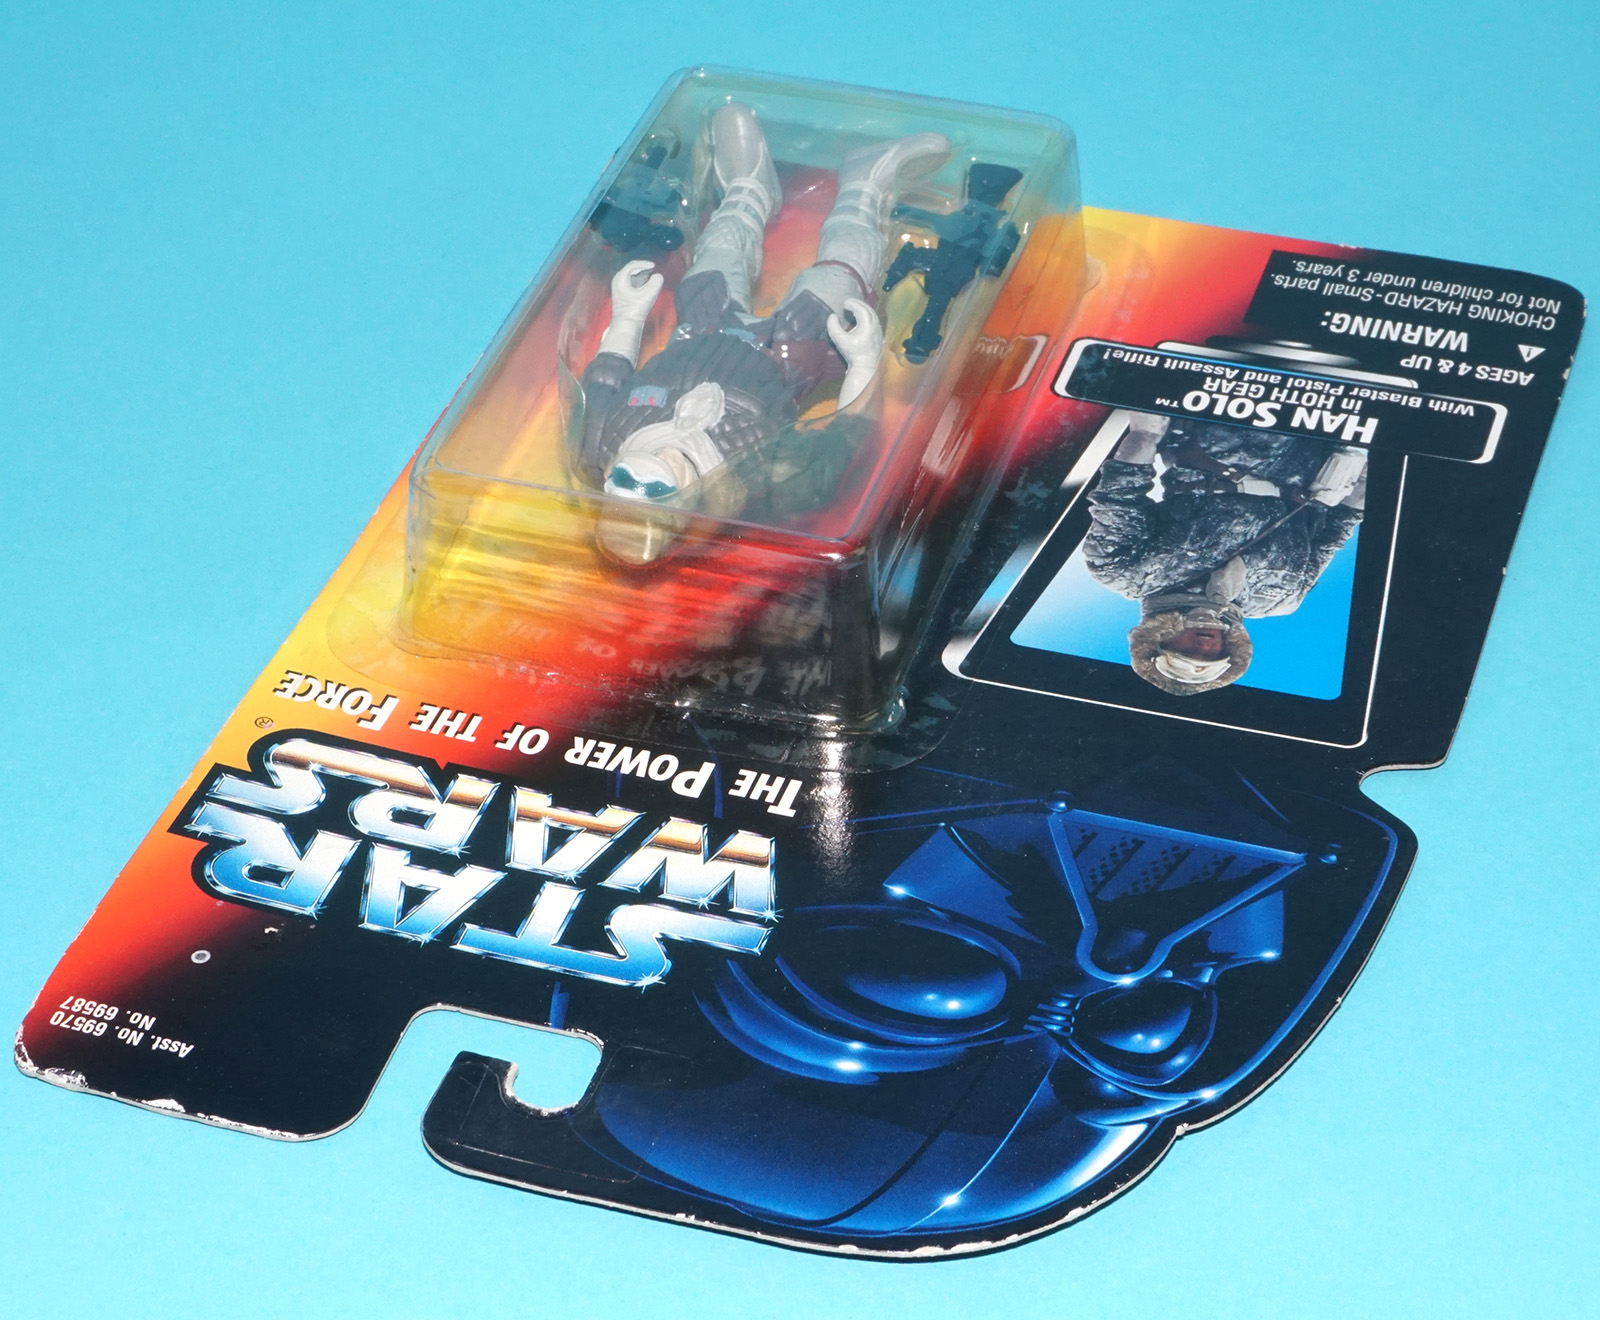 Asst. No. 69570
No. 69587
STAR
WARS®
THE POWER OF THE FORCE
HAN SOLO™
in HOTH GEAR
With Blaster Pistol and Assault Rifle!
AGES 4 & UP
⚠ WARNING:
CHOKING HAZARD-Small parts.
Not for children under 3 years.